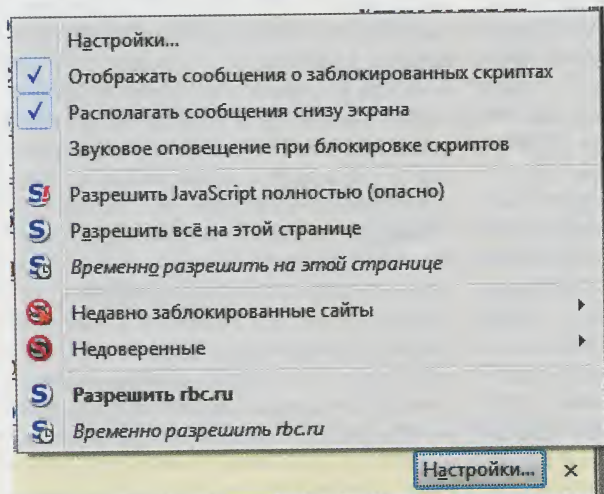 Настройки...
Отображать сообщения о заблокированных скриптах
Располагать сообщения снизу экрана
Звуковое оповещение при блокировке скриптов
Разрешить JavaScript полностью (опасно)
Разрешить всё на этой странице
Временно разрешить на этой странице
Недавно заблокированные сайты
Недоверенные
Разрешить rbc.ru
Временно разрешить rbc.ru
Настройки... ×